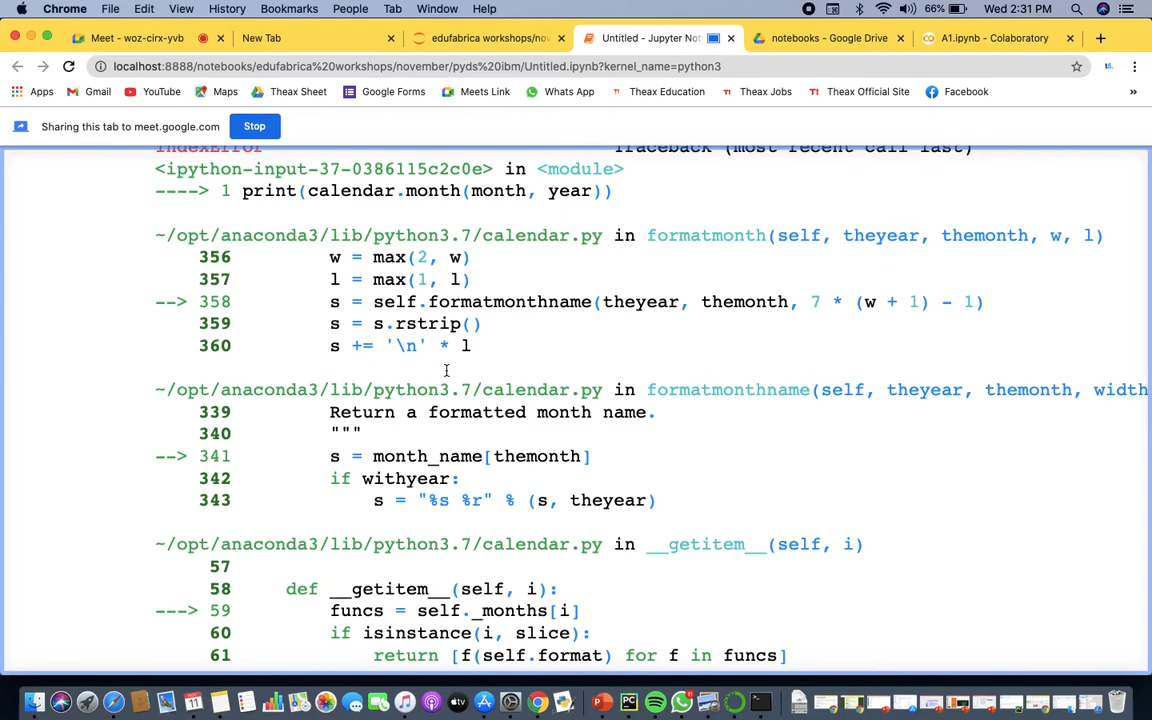 Chrome File Edit View History Bookmarks People Tab Window Help 66% Wed 2:31 PM
Meet - woz-cirx-yvb New Tab edufabrica workshops/nov Untitled - Jupyter Not notebooks - Google Drive A1.ipynb - Colaboratory
localhost:8888/notebooks/edufabrica%20workshops/november/pyds%20ibm/Untitled.ipynb?kernel_name=python3
Apps Gmail YouTube Maps Theax Sheet Google Forms Meets Link Whats App Theax Education Theax Jobs Theax Official Site Facebook »
Sharing this tab to meet.google.com Stop
IndexError Traceback (most recent call last)
<ipython-input-37-0386115c2c0e> in <module>
----> 1 print(calendar.month(month, year))
~/opt/anaconda3/lib/python3.7/calendar.py in formatmonth(self, theyear, themonth, w, l)
356 w = max(2, w)
357 l = max(1, l)
--> 358 s = self.formatmonthname(theyear, themonth, 7 * (w + 1) - 1)
359 s = s.rstrip()
360 s += '\n' * l
~/opt/anaconda3/lib/python3.7/calendar.py in formatmonthname(self, theyear, themonth, width
339 Return a formatted month name.
340 """
--> 341 s = month_name[themonth]
342 if withyear:
343 s = "%s %r" % (s, theyear)
~/opt/anaconda3/lib/python3.7/calendar.py in __getitem__(self, i)
57
58 def __getitem__(self, i):
---> 59 funcs = self._months[i]
60 if isinstance(i, slice):
61 return [f(self.format) for f in funcs]